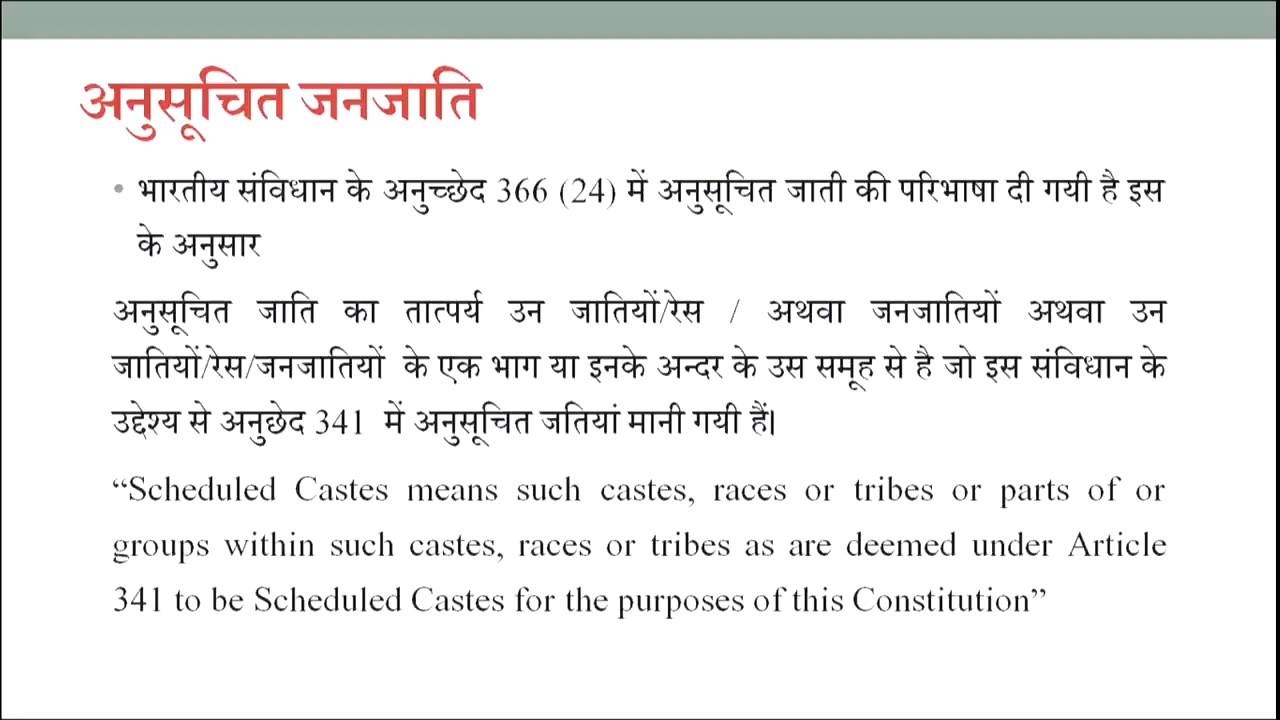 अनुसूचित जनजाति
• भारतीय संविधान के अनुच्छेद 366 (24) में अनुसूचित जाती की परिभाषा दी गयी है इस
के अनुसार
अनुसूचित जाति का तात्पर्य उन जातियों/रेस / अथवा जनजातियों अथवा उन
जातियों/रेस/जनजातियों के एक भाग या इनके अन्दर के उस समूह से है जो इस संविधान के
उद्देश्य से अनुछेद 341 में अनुसूचित जतियां मानी गयी हैं।
“Scheduled Castes means such castes, races or tribes or parts of or
groups within such castes, races or tribes as are deemed under Article
341 to be Scheduled Castes for the purposes of this Constitution”